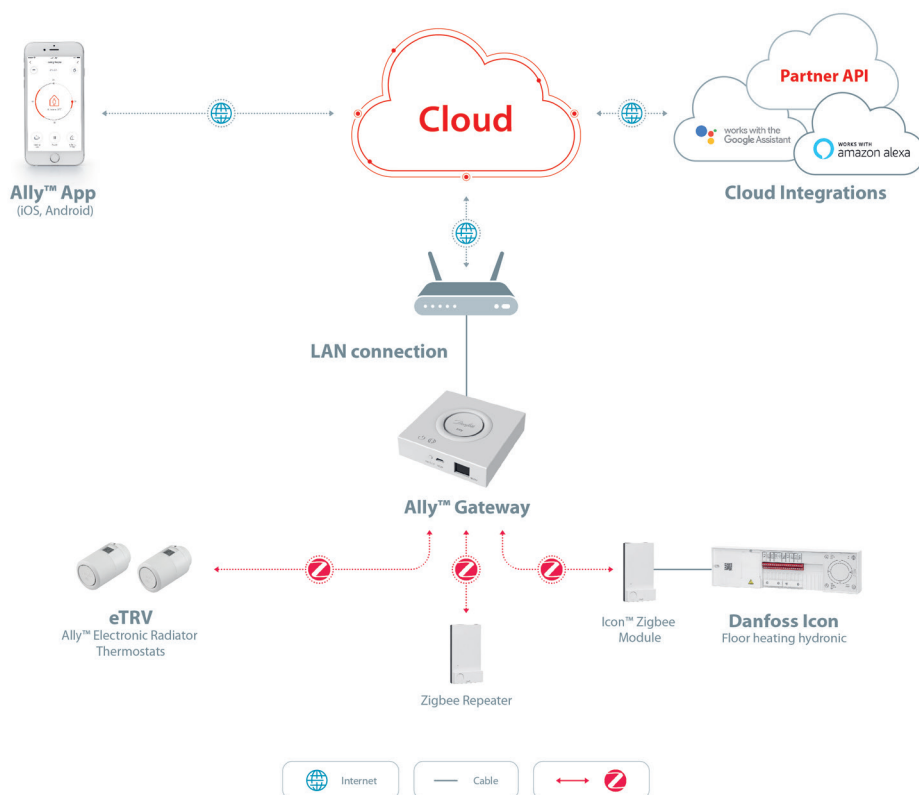 Cloud
Partner API
works with the
Google Assistant
WORKS WITH
amazon alexa
Ally™ App
(iOS, Android)
Cloud Integrations
LAN connection
Ally™ Gateway
eTRV
Ally™ Electronic Radiator
Thermostats
Zigbee Repeater
Icon™ Zigbee
Module
Danfoss Icon
Floor heating hydronic
Internet
Cable